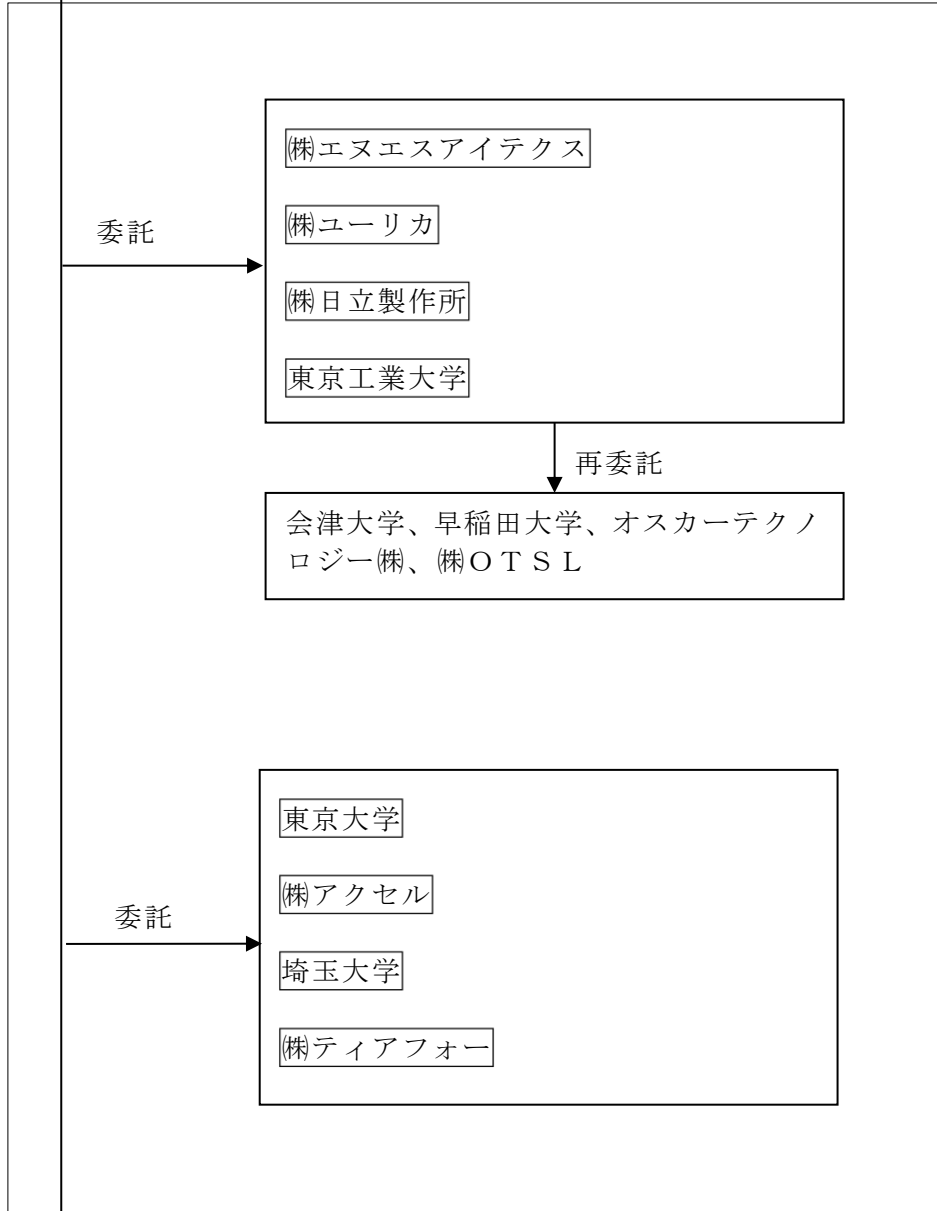 ㈱エヌエスアイテクス
㈱ユーリカ
委託
㈱日立製作所
東京工業大学
再委託
会津大学、早稲田大学、オスカーテクノ
ロジー㈱、㈱ＯＴＳＬ
東京大学
㈱アクセル
委託
埼玉大学
㈱ティアフォー